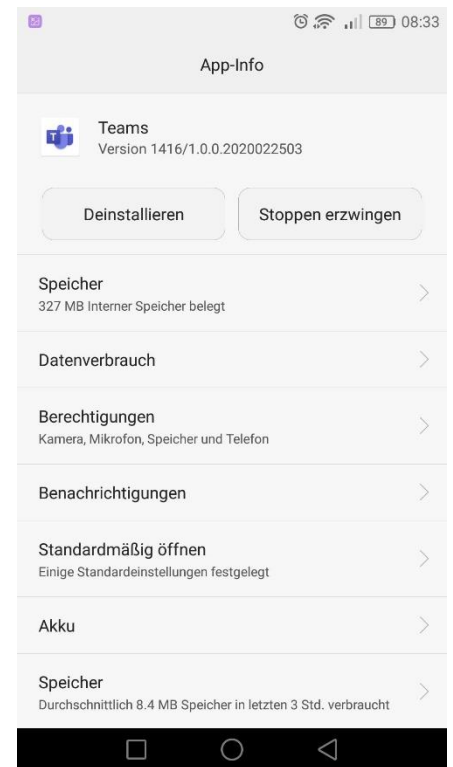 89 08:33
App-Info
Teams
Version 1416/1.0.0.2020022503
Deinstallieren
Stoppen erzwingen
Speicher
327 MB Interner Speicher belegt
Datenverbrauch
Berechtigungen
Kamera, Mikrofon, Speicher und Telefon
Benachrichtigungen
Standardmäßig öffnen
Einige Standardeinstellungen festgelegt
Akku
Speicher
Durchschnittlich 8.4 MB Speicher in letzten 3 Std. verbraucht